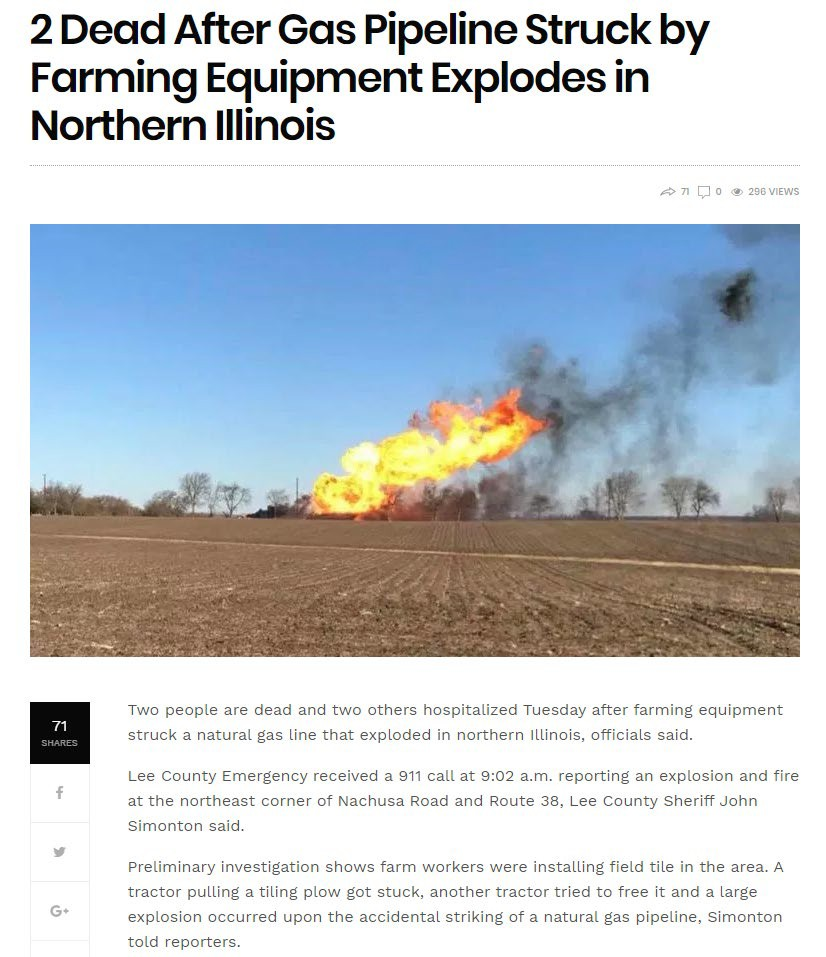 2 Dead After Gas Pipeline Struck by
Farming Equipment Explodes in
Northern Illinois
71 0 296 VIEWS
71
SHARES
Two people are dead and two others hospitalized Tuesday after farming equipment
struck a natural gas line that exploded in northern Illinois, officials said.
Lee County Emergency received a 911 call at 9:02 a.m. reporting an explosion and fire
at the northeast corner of Nachusa Road and Route 38, Lee County Sheriff John
Simonton said.
Preliminary investigation shows farm workers were installing field tile in the area. A
tractor pulling a tiling plow got stuck, another tractor tried to free it and a large
explosion occurred upon the accidental striking of a natural gas pipeline, Simonton
told reporters.
G+